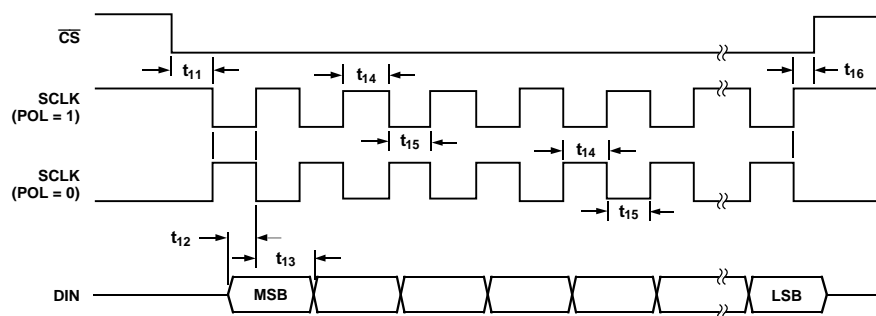 CS
t11
t14
t16
SCLK
(POL = 1)
t15
t14
SCLK
(POL = 0)
t15
t12
t13
DIN
MSB
LSB